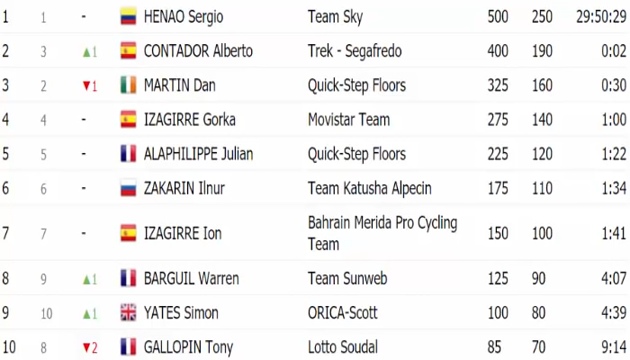 1 1 - HENAO Sergio Team Sky 500 250 29:50:29
2 3 ▲1 CONTADOR Alberto Trek - Segafredo 400 190 0:02
3 2 ▼1 MARTIN Dan Quick-Step Floors 325 160 0:30
4 4 - IZAGIRRE Gorka Movistar Team 275 140 1:00
5 5 - ALAPHILIPPE Julian Quick-Step Floors 225 120 1:22
6 6 - ZAKARIN Ilnur Team Katusha Alpecin 175 110 1:34
7 7 - IZAGIRRE Ion Bahrain Merida Pro Cycling 150 100 1:41
Team
8 9 ▲1 BARGUIL Warren Team Sunweb 125 90 4:07
9 10 ▲1 YATES Simon ORICA-Scott 100 80 4:39
10 8 ▼2 GALLOPIN Tony Lotto Soudal 85 70 9:14